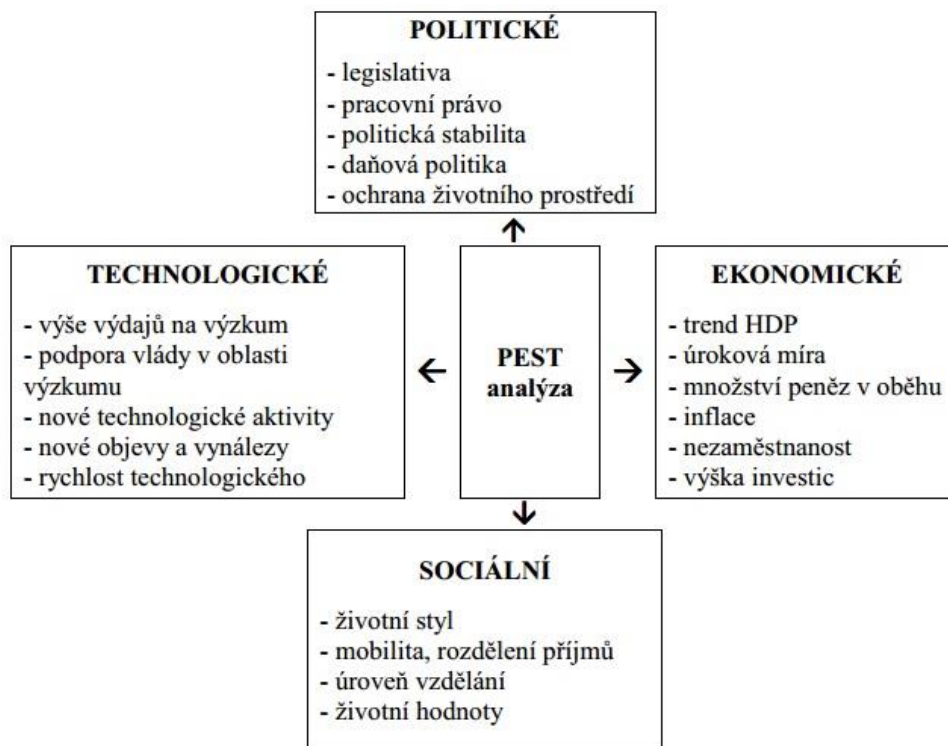 POLITICKÉ
- legislativa
- pracovní právo
- politická stabilita
- daňová politika
- ochrana životního prostředí
TECHNOLOGICKÉ
- výše výdajů na výzkum
- podpora vlády v oblasti
výzkumu
- nové technologické aktivity
- nové objevy a vynálezy
- rychlost technologického
PEST
analýza
EKONOMICKÉ
- trend HDP
- úroková míra
- množství peněz v oběhu
- inflace
- nezaměstnanost
- výška investic
SOCIÁLNÍ
- životní styl
- mobilita, rozdělení příjmů
- úroveň vzdělání
- životní hodnoty